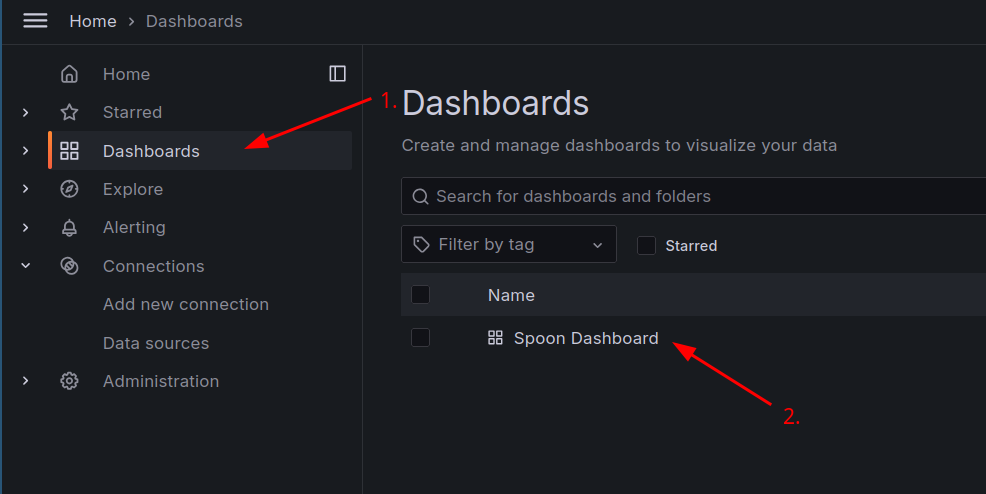 Home > Dashboards
Home
Starred
Dashboards
Explore
Alerting
Connections
Add new connection
Data sources
Administration
1.
Dashboards
Create and manage dashboards to visualize your data
Search for dashboards and folders
Filter by tag
Starred
Name
Spoon Dashboard
2.